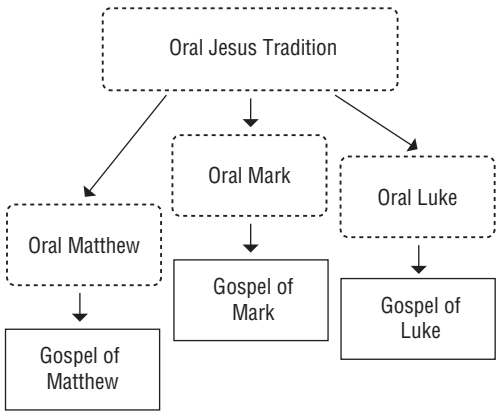 Oral Jesus Tradition
Oral Mark
Oral Luke
Oral Matthew
Gospel of
Mark
Gospel of
Luke
Gospel of
Matthew